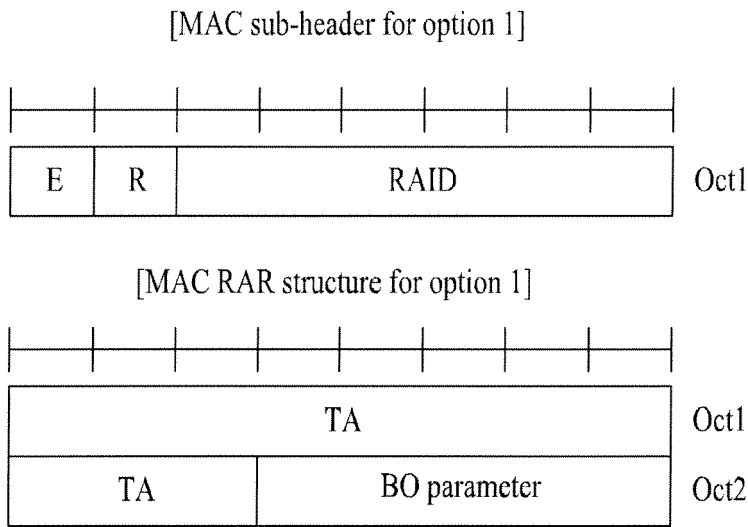 [MAC sub-header for option 1]
E R RAID Oct1
[MAC RAR structure for option 1]
TA Oct1
TA BO parameter Oct2